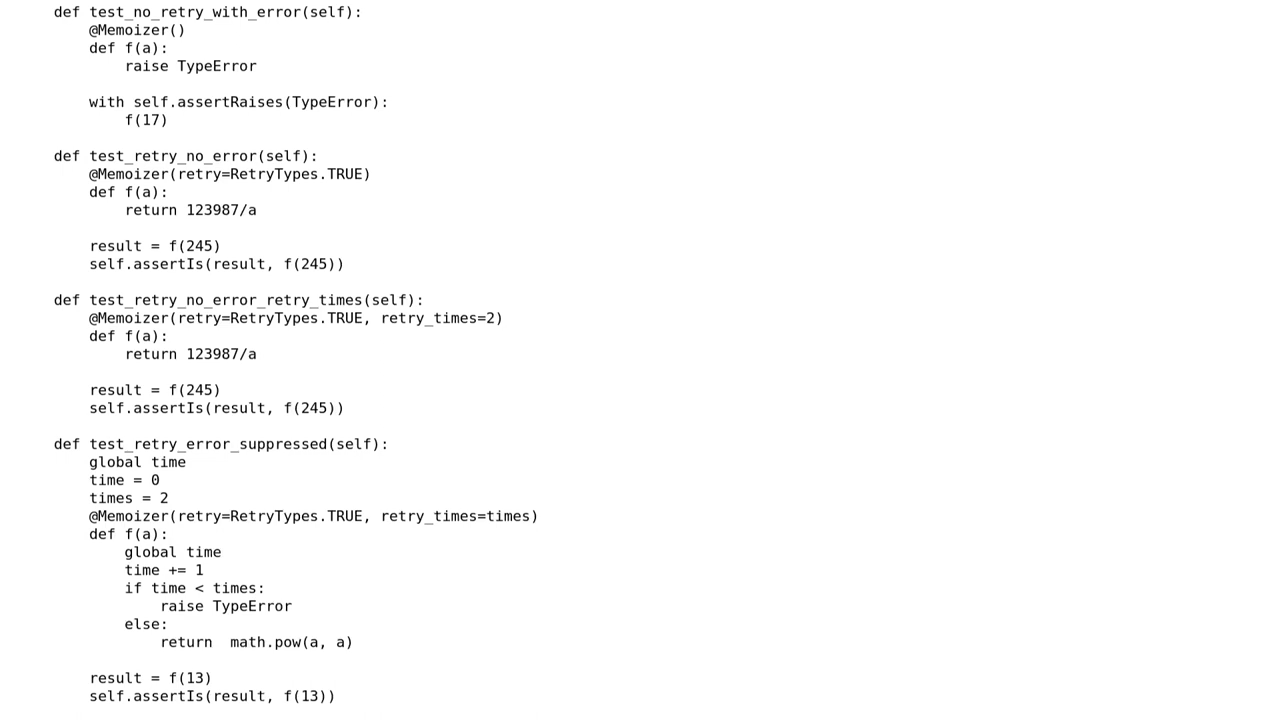 def test_no_retry_with_error(self):
    @Memoizer()
    def f(a):
        raise TypeError

    with self.assertRaises(TypeError):
        f(17)

def test_retry_no_error(self):
    @Memoizer(retry=RetryTypes.TRUE)
    def f(a):
        return 123987/a

    result = f(245)
    self.assertIs(result, f(245))

def test_retry_no_error_retry_times(self):
    @Memoizer(retry=RetryTypes.TRUE, retry_times=2)
    def f(a):
        return 123987/a

    result = f(245)
    self.assertIs(result, f(245))

def test_retry_error_suppressed(self):
    global time
    time = 0
    times = 2
    @Memoizer(retry=RetryTypes.TRUE, retry_times=times)
    def f(a):
        global time
        time += 1
        if time < times:
            raise TypeError
        else:
            return  math.pow(a, a)

    result = f(13)
    self.assertIs(result, f(13))